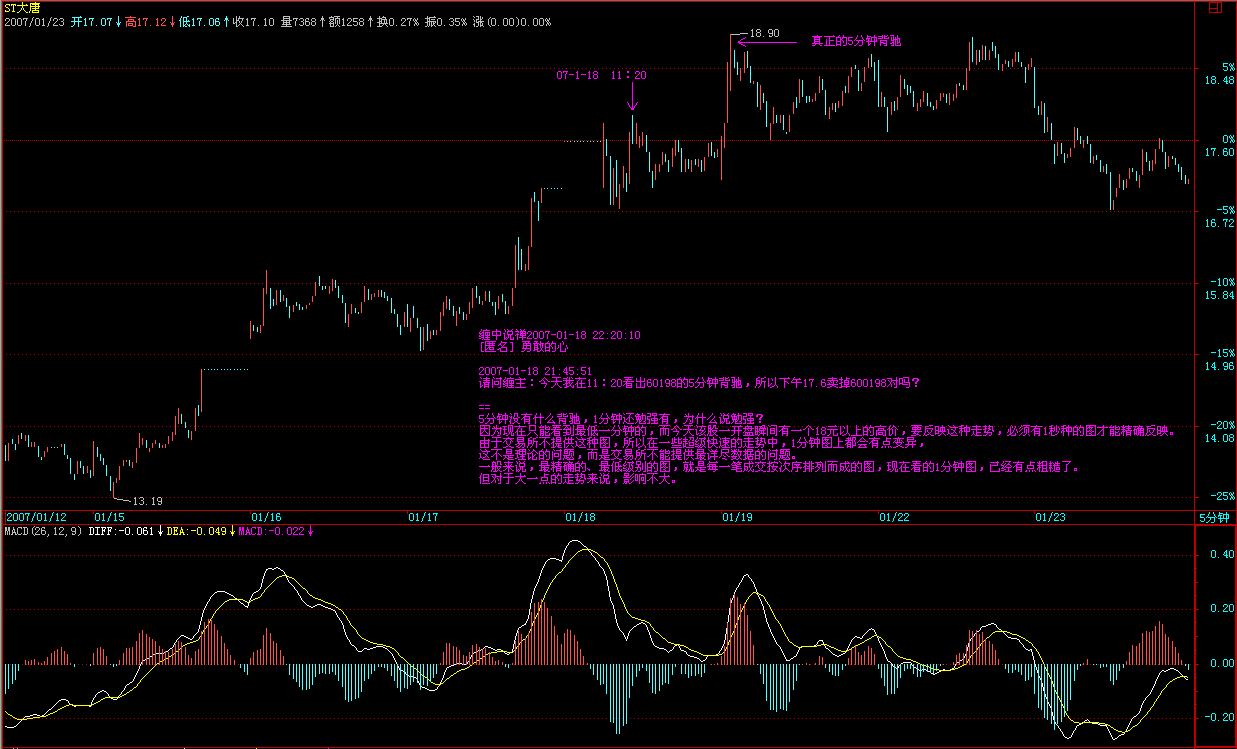 ST大唐
2007/01/23 开17.07↓高17.12↓低17.06↑收17.10 量7368↑额1258↑换0.27% 振0.35% 涨(0.00)0.00%
18.90
真正的5分钟背驰
07-1-18 11：20
5%
18.48
0%
17.60
-5%
16.72
-10%
15.84
-15%
14.96
-20%
14.08
-25%
缠中说禅2007-01-18 22:20:10
[匿名] 勇敢的心
2007-01-18 21:45:51
请问缠主：今天我在11：20看出60198的5分钟背驰，所以下午17.6卖掉600198对吗？
==
5分钟没有什么背驰，1分钟还勉强有，为什么说勉强？
因为现在只能看到最低一分钟的，而今天该股一开盘瞬间有一个18元以上的高价，要反映这种走势，必须有1秒种的图才能精确反映。
由于交易所不提供这种图，所以在一些超级快速的走势中，1分钟图上都会有点变异，
这不是理论的问题，而是交易所不能提供最详尽数据的问题。
一般来说，最精确的、最低级别的图，就是每一笔成交按次序排列而成的图，现在看的1分钟图，已经有点粗糙了。
但对于大一点的走势来说，影响不大。
13.19
2007/01/12 01/15 01/16 01/17 01/18 01/19 01/22 01/23 5分钟
MACD(26,12,9) DIFF:-0.061↓DEA:-0.049↓MACD:-0.022↓
0.40
0.20
0.00
-0.20